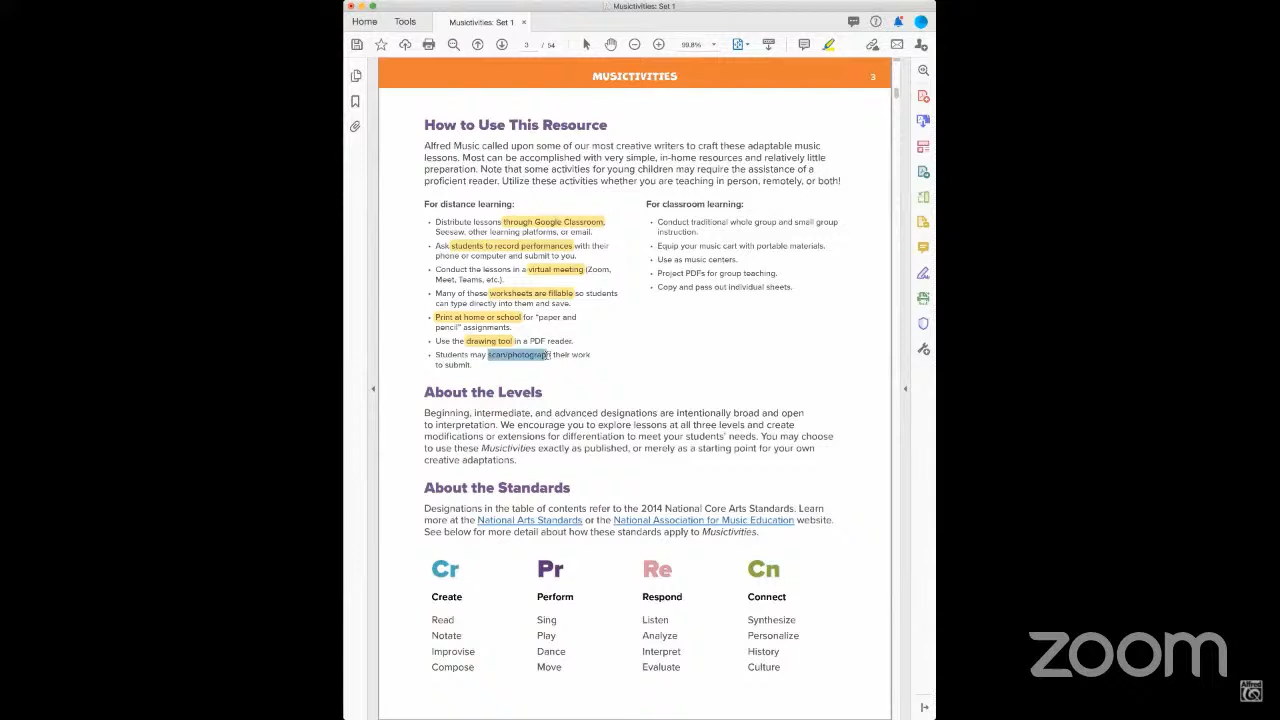 Musictivities: Set 1
Home
Tools
Musictivities: Set 1 ×
3 / 54
99.8%
MUSICTIVITIES
3
How to Use This Resource
Alfred Music called upon some of our most creative writers to craft these adaptable music
lessons. Most can be accomplished with very simple, in-home resources and relatively little
preparation. Note that some activities for young children may require the assistance of a
proficient reader. Utilize these activities whether you are teaching in person, remotely, or both!
For distance learning:
• Distribute lessons through Google Classroom,
Seesaw, other learning platforms, or email.
• Ask students to record performances with their
phone or computer and submit to you.
• Conduct the lessons in a virtual meeting (Zoom,
Meet, Teams, etc.).
• Many of these worksheets are fillable so students
can type directly into them and save.
• Print at home or school for “paper and
pencil” assignments.
• Use the drawing tool in a PDF reader.
• Students may scan/photograph their work
to submit.
For classroom learning:
• Conduct traditional whole group and small group
instruction.
• Equip your music cart with portable materials.
• Use as music centers.
• Project PDFs for group teaching.
• Copy and pass out individual sheets.
About the Levels
Beginning, intermediate, and advanced designations are intentionally broad and open
to interpretation. We encourage you to explore lessons at all three levels and create
modifications or extensions for differentiation to meet your students’ needs. You may choose
to use these Musictivities exactly as published, or merely as a starting point for your own
creative adaptations.
About the Standards
Designations in the table of contents refer to the 2014 National Core Arts Standards. Learn
more at the National Arts Standards or the National Association for Music Education website.
See below for more detail about how these standards apply to Musictivities.
Cr
Create
Read
Notate
Improvise
Compose
Pr
Perform
Sing
Play
Dance
Move
Re
Respond
Listen
Analyze
Interpret
Evaluate
Cn
Connect
Synthesize
Personalize
History
Culture
zoom
Alfred